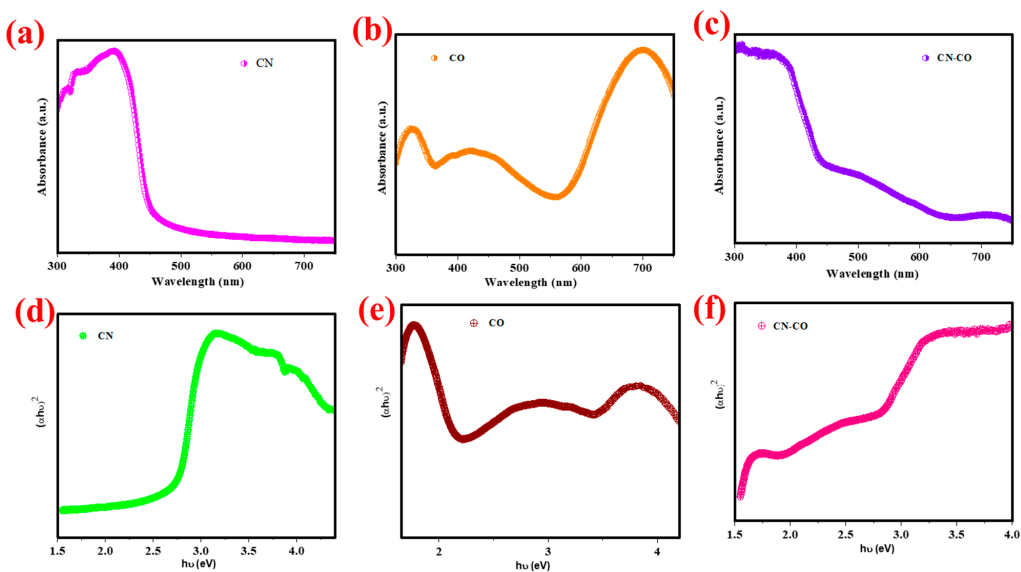 (a)
CN
Absorbance (a.u.)
300 400 500 600 700
Wavelength (nm)
(b)
CO
Absorbance (a.u.)
300 400 500 600 700
Wavelength (nm)
(c)
CN-CO
Absorbance (a.u.)
300 400 500 600 700
Wavelength (nm)
(d)
CN
(αhυ)²
1.5 2.0 2.5 3.0 3.5 4.0
hυ (eV)
(e)
CO
(αhυ)²
2 3 4
hυ (eV)
(f)
CN-CO
(αhυ)²
1.5 2.0 2.5 3.0 3.5 4.0
hυ (eV)